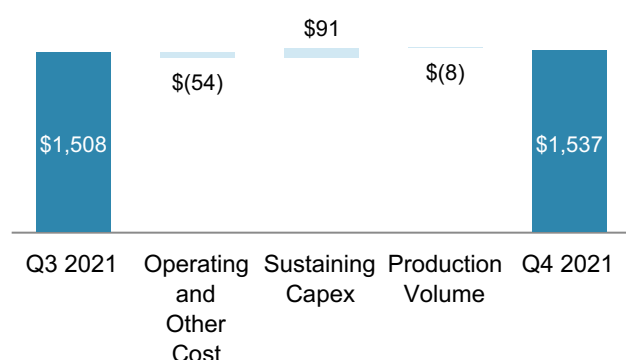 $91
$(54)
$(8)
$1,508
$1,537
Q3 2021
Operating
and
Other
Cost
Sustaining
Capex
Production
Volume
Q4 2021